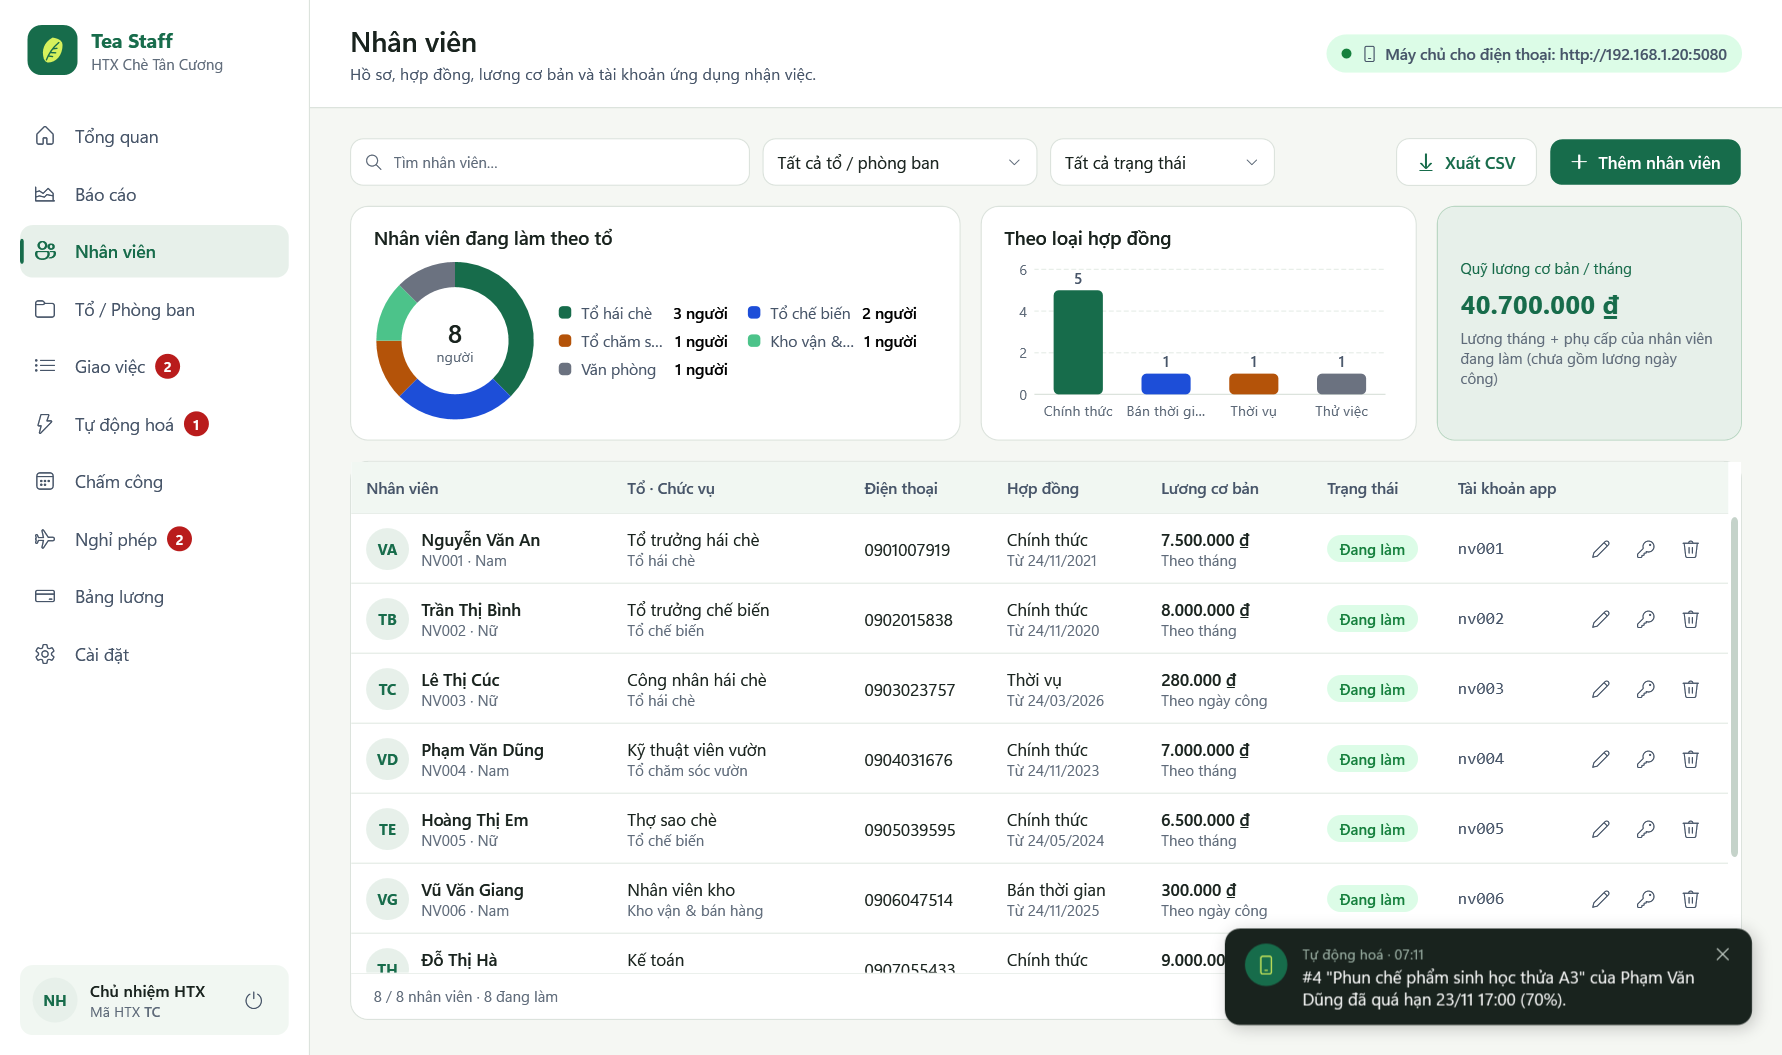 Tea Staff
HTX Chè Tân Cương
Tổng quan
Báo cáo
Nhân viên
Tổ / Phòng ban
Giao việc 2
Tự động hoá 1
Chấm công
Nghỉ phép 2
Bảng lương
Cài đặt
NH
Chủ nhiệm HTX
Mã HTX TC
Nhân viên
Hồ sơ, hợp đồng, lương cơ bản và tài khoản ứng dụng nhận việc.
Máy chủ cho điện thoại: http://192.168.1.20:5080
Tìm nhân viên...
Tất cả tổ / phòng ban
Tất cả trạng thái
Xuất CSV
Thêm nhân viên
Nhân viên đang làm theo tổ
8
người
Tổ hái chè 3 người
Tổ chế biến 2 người
Tổ chăm s... 1 người
Kho vận &... 1 người
Văn phòng 1 người
Theo loại hợp đồng
6
4
2
0
5
1
1
1
Chính thức
Bán thời gi...
Thời vụ
Thử việc
Quỹ lương cơ bản / tháng
40.700.000 ₫
Lương tháng + phụ cấp của nhân viên
đang làm (chưa gồm lương ngày
công)
Nhân viên Tổ · Chức vụ Điện thoại Hợp đồng Lương cơ bản Trạng thái Tài khoản app
VA Nguyễn Văn An Tổ trưởng hái chè 0901007919 Chính thức 7.500.000 ₫ Đang làm nv001
NV001 · Nam Tổ hái chè Từ 24/11/2021 Theo tháng
TB Trần Thị Bình Tổ trưởng chế biến 0902015838 Chính thức 8.000.000 ₫ Đang làm nv002
NV002 · Nữ Tổ chế biến Từ 24/11/2020 Theo tháng
TC Lê Thị Cúc Công nhân hái chè 0903023757 Thời vụ 280.000 ₫ Đang làm nv003
NV003 · Nữ Tổ hái chè Từ 24/03/2026 Theo ngày công
VD Phạm Văn Dũng Kỹ thuật viên vườn 0904031676 Chính thức 7.000.000 ₫ Đang làm nv004
NV004 · Nam Tổ chăm sóc vườn Từ 24/11/2023 Theo tháng
TE Hoàng Thị Em Thợ sao chè 0905039595 Chính thức 6.500.000 ₫ Đang làm nv005
NV005 · Nữ Tổ chế biến Từ 24/05/2024 Theo tháng
VG Vũ Văn Giang Nhân viên kho 0906047514 Bán thời gian 300.000 ₫ Đang làm nv006
NV006 · Nam Kho vận & bán hàng Từ 24/11/2025 Theo ngày công
TH Đỗ Thị Hà Kế toán 0907055433 Chính thức 9.000.00
8 / 8 nhân viên · 8 đang làm
Tự động hoá · 07:11
#4 "Phun chế phẩm sinh học thửa A3" của Phạm Văn
Dũng đã quá hạn 23/11 17:00 (70%).